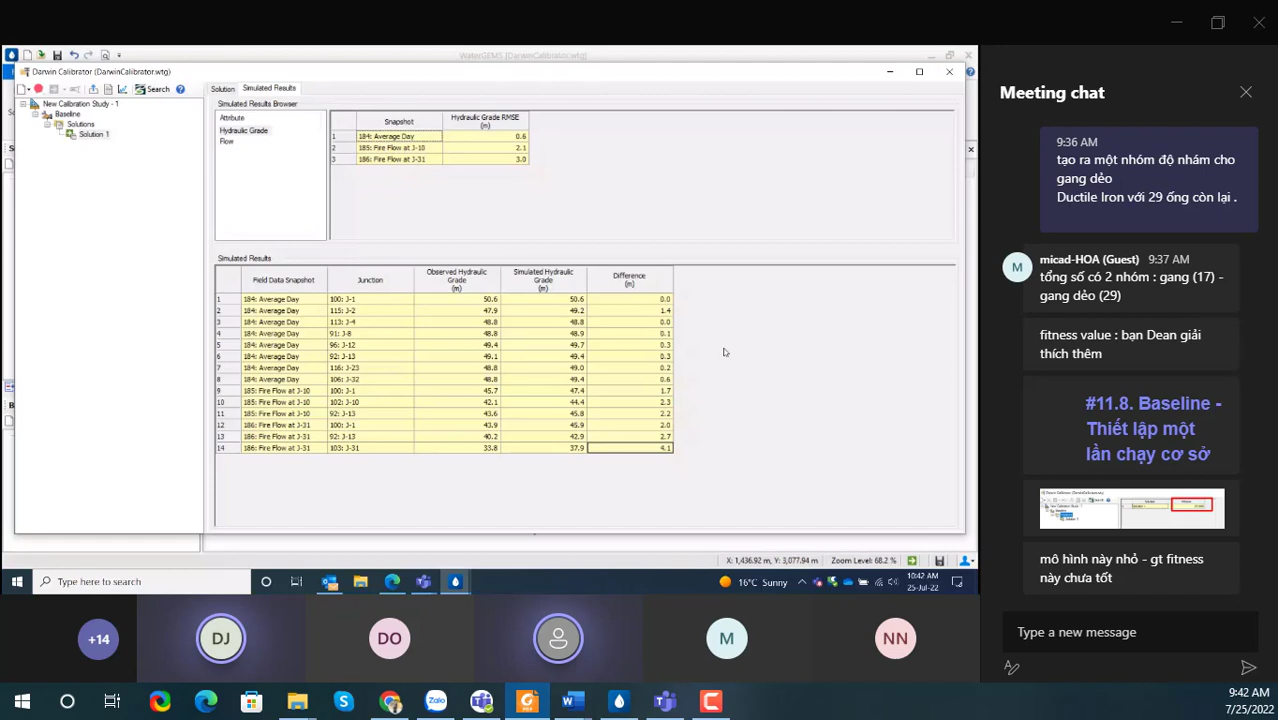 WaterGEMS [DarwinCalibrator.wtg]
Darwin Calibrator (DarwinCalibrator.wtg)
Search
New Calibration Study - 1
Baseline
Solutions
Solution 1
Solution
Simulated Results
Simulated Results Browser
Attribute
Hydraulic Grade
Flow
Snapshot Hydraulic Grade RMSE (m)
1 184: Average Day 0.6
2 185: Fire Flow at J-10 2.1
3 186: Fire Flow at J-31 3.0
Simulated Results
Field Data Snapshot Junction Observed Hydraulic Grade (m) Simulated Hydraulic Grade (m) Difference (m)
1 184: Average Day 100: J-1 50.6 50.6 0.0
2 184: Average Day 115: J-2 47.9 49.2 1.4
3 184: Average Day 113: J-4 48.8 48.8 0.0
4 184: Average Day 91: J-8 48.8 48.9 0.1
5 184: Average Day 96: J-12 49.4 49.7 0.3
6 184: Average Day 92: J-13 49.1 49.4 0.3
7 184: Average Day 116: J-23 48.8 49.0 0.2
8 184: Average Day 106: J-32 48.8 49.4 0.6
9 185: Fire Flow at J-10 100: J-1 45.7 47.4 1.7
10 185: Fire Flow at J-10 102: J-10 42.1 44.4 2.3
11 185: Fire Flow at J-10 92: J-13 43.6 45.8 2.2
12 186: Fire Flow at J-31 100: J-1 43.9 45.9 2.0
13 186: Fire Flow at J-31 92: J-13 40.2 42.9 2.7
14 186: Fire Flow at J-31 103: J-31 33.8 37.9 4.1
X: 1,436.92 m, Y: 3,077.94 m Zoom Level: 68.2 %
Type here to search
16°C Sunny
10:42 AM
25-Jul-22
+14
DJ
DO
M
NN
Meeting chat
9:36 AM
tạo ra một nhóm độ nhám cho
gang dẻo
Ductile Iron với 29 ống còn lại .
M
micad-HOA (Guest) 9:37 AM
tổng số có 2 nhóm : gang (17) -
gang dẻo (29)
fitness value : bạn Dean giải
thích thêm
#11.8. Baseline -
Thiết lập một
lần chạy cơ sở
mô hình này nhỏ - gt fitness
này chưa tốt
Type a new message
Zalo
9:42 AM
7/25/2022